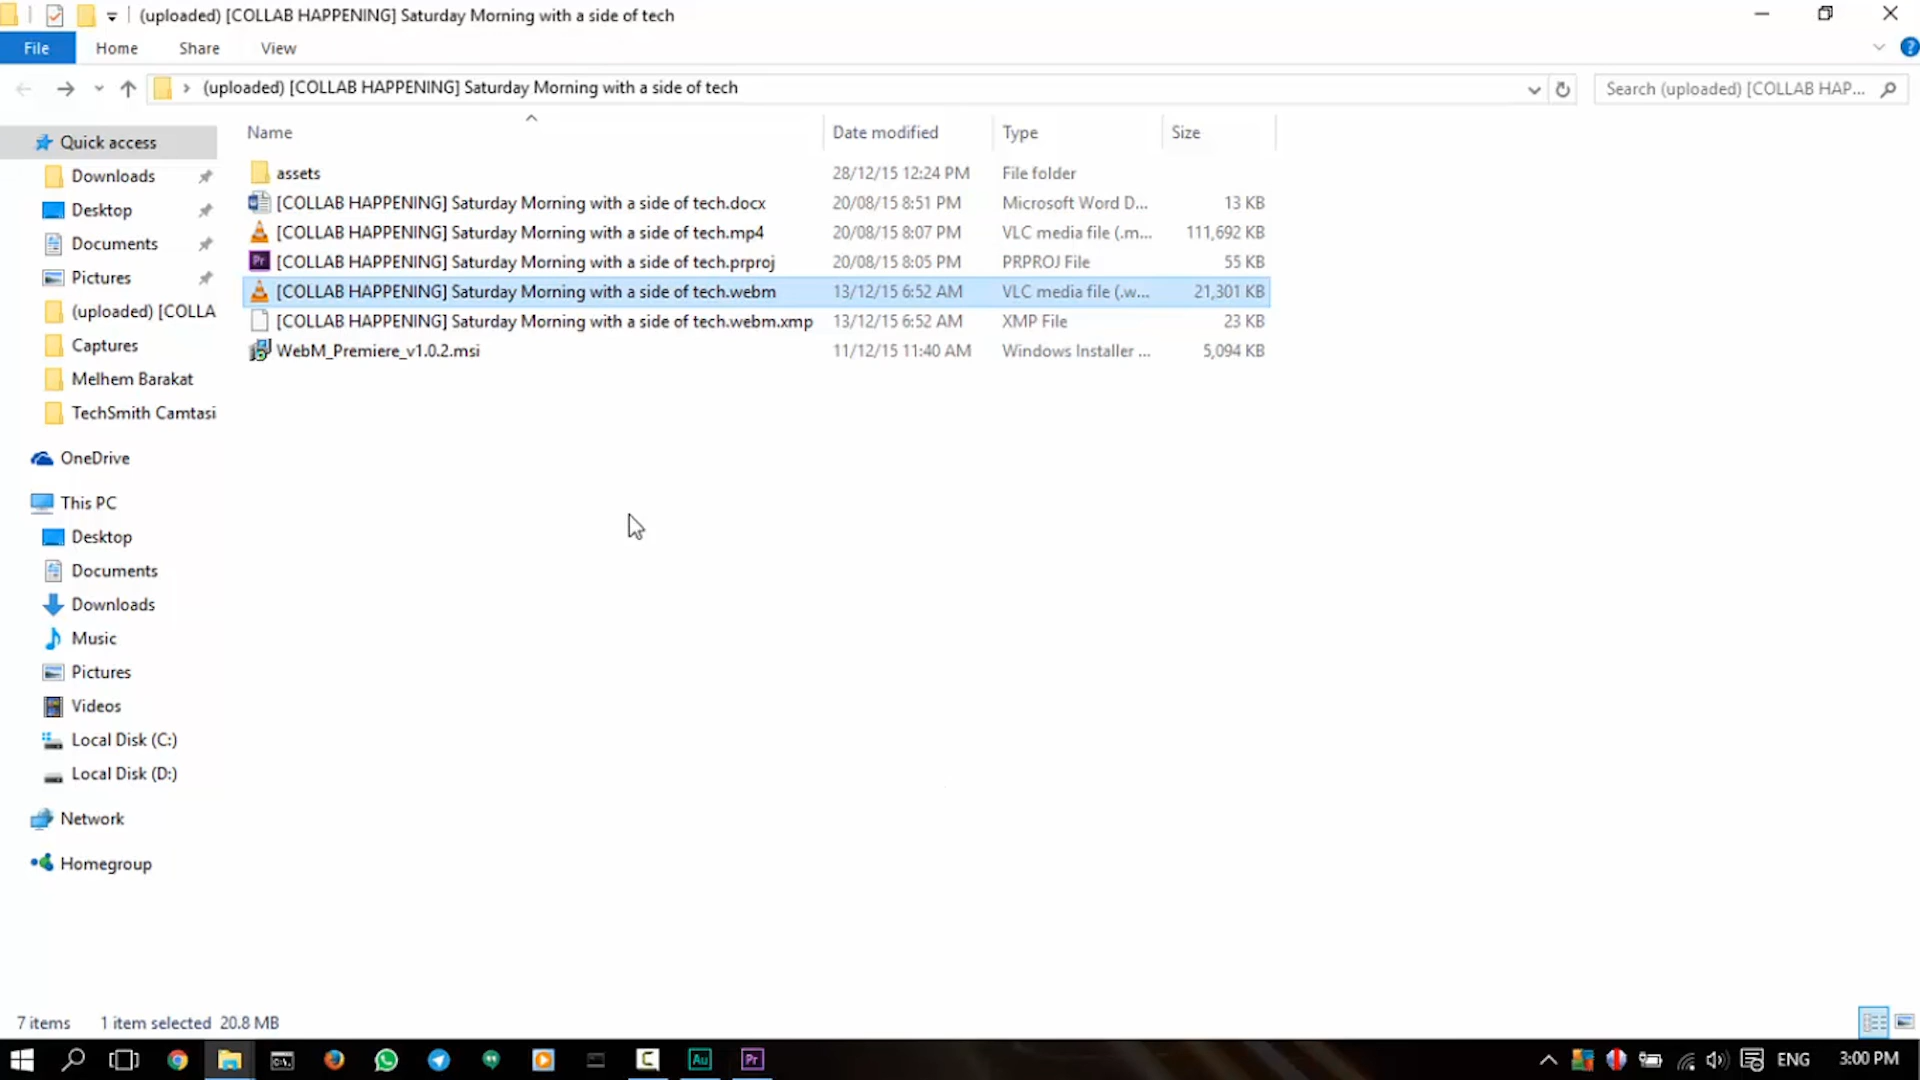 (uploaded) [COLLAB HAPPENING] Saturday Morning with a side of tech
File Home Share View
(uploaded) [COLLAB HAPPENING] Saturday Morning with a side of tech
Search (uploaded) [COLLAB HAP...
Name Date modified Type Size
assets 28/12/15 12:24 PM File folder
[COLLAB HAPPENING] Saturday Morning with a side of tech.docx 20/08/15 8:51 PM Microsoft Word D... 13 KB
[COLLAB HAPPENING] Saturday Morning with a side of tech.mp4 20/08/15 8:07 PM VLC media file (.m... 111,692 KB
[COLLAB HAPPENING] Saturday Morning with a side of tech.prproj 20/08/15 8:05 PM PRPROJ File 55 KB
[COLLAB HAPPENING] Saturday Morning with a side of tech.webm 13/12/15 6:52 AM VLC media file (.w... 21,301 KB
[COLLAB HAPPENING] Saturday Morning with a side of tech.webm.xmp 13/12/15 6:52 AM XMP File 23 KB
WebM_Premiere_v1.0.2.msi 11/12/15 11:40 AM Windows Installer ... 5,094 KB
Quick access
Downloads
Desktop
Documents
Pictures
(uploaded) [COLLA
Captures
Melhem Barakat
TechSmith Camtasi
OneDrive
This PC
Desktop
Documents
Downloads
Music
Pictures
Videos
Local Disk (C:)
Local Disk (D:)
Network
Homegroup
7 items 1 item selected 20.8 MB
Au Pr ENG 3:00 PM